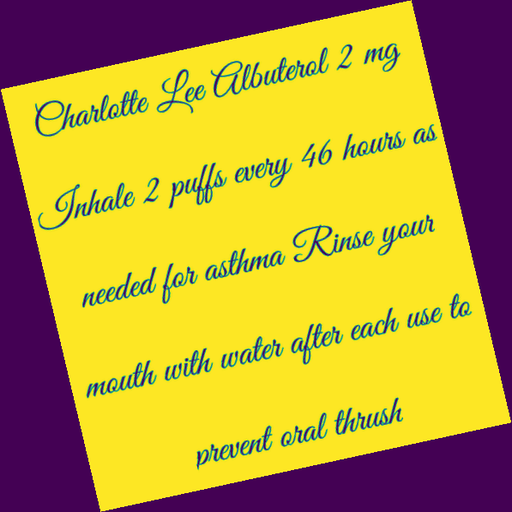 Charlotte Lee Albuterol 2 mg
Inhale 2 puffs every 46 hours as
needed for asthma Rinse your
mouth with water after each use to
prevent oral thrush